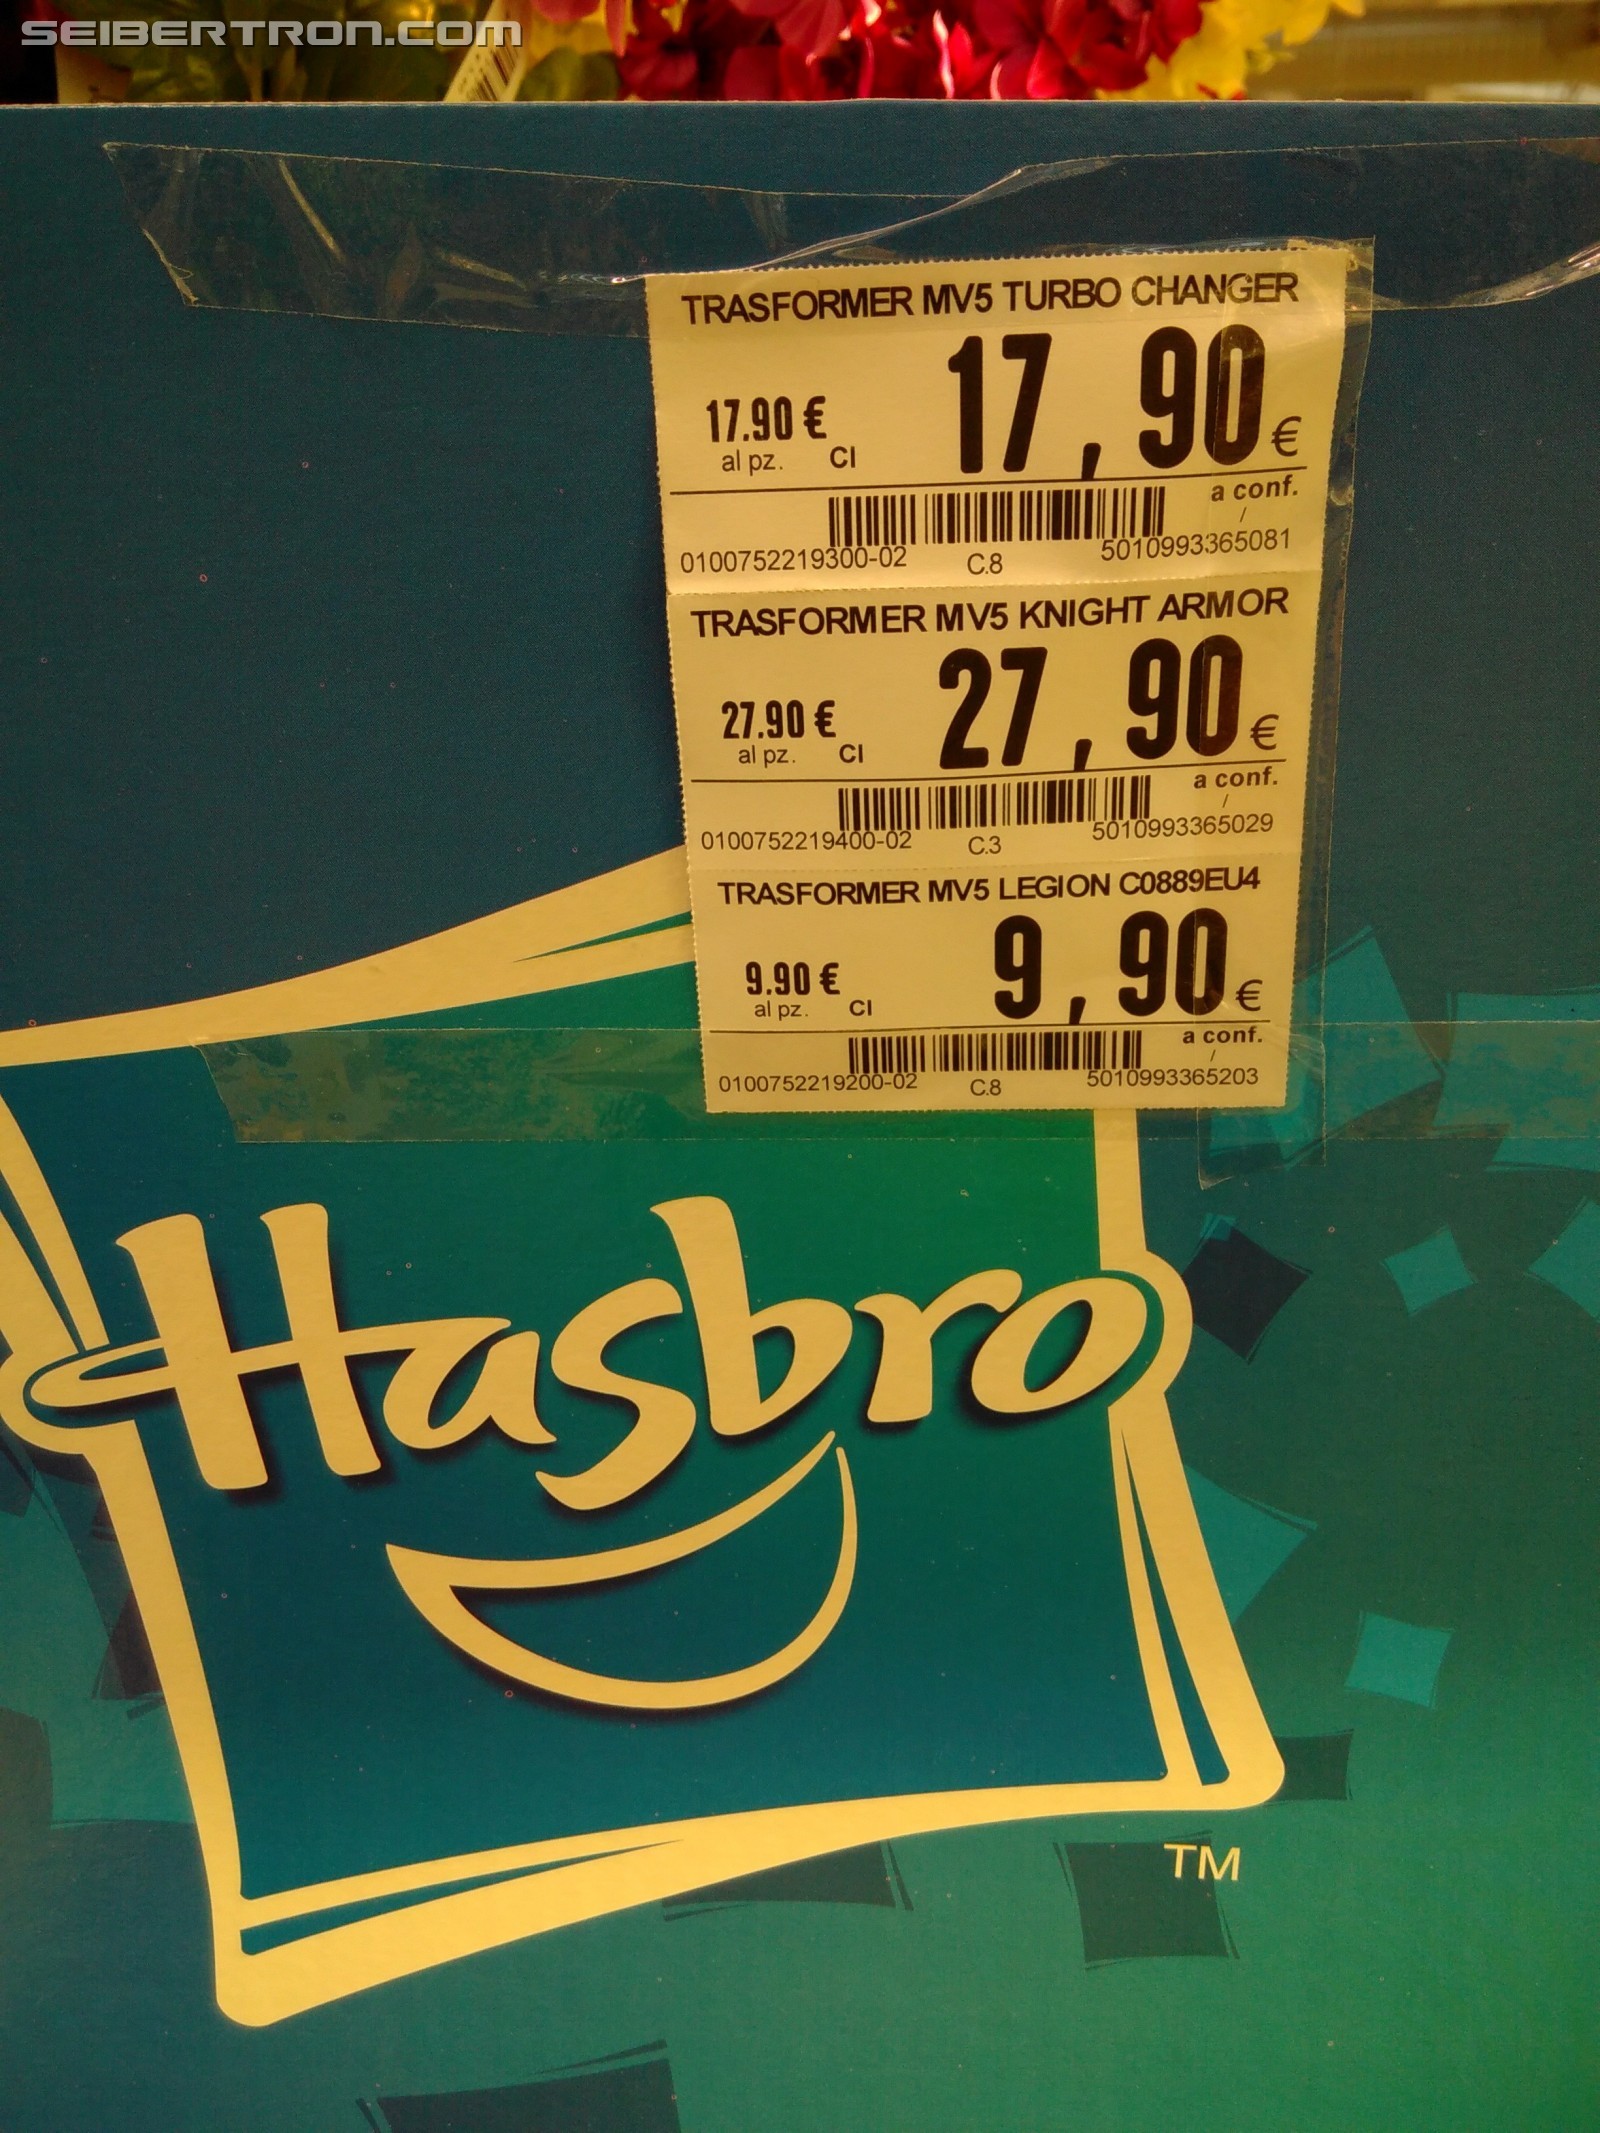 SEIBERTRON.com
TRASFORMER MV5 TURBO CHANGER
17.90 € 17,90 €
al pz. CI
a conf.
/
0100752219300-02 C.8 5010993365081
TRASFORMER MV5 KNIGHT ARMOR
27.90 € 27,90 €
al pz. CI
a conf.
/
0100752219400-02 C.3 5010993365029
TRASFORMER MV5 LEGION C0889EU4
9.90 € 9,90 €
al pz. CI
a conf.
/
0100752219200-02 C.8 5010993365203
Hasbro
TM